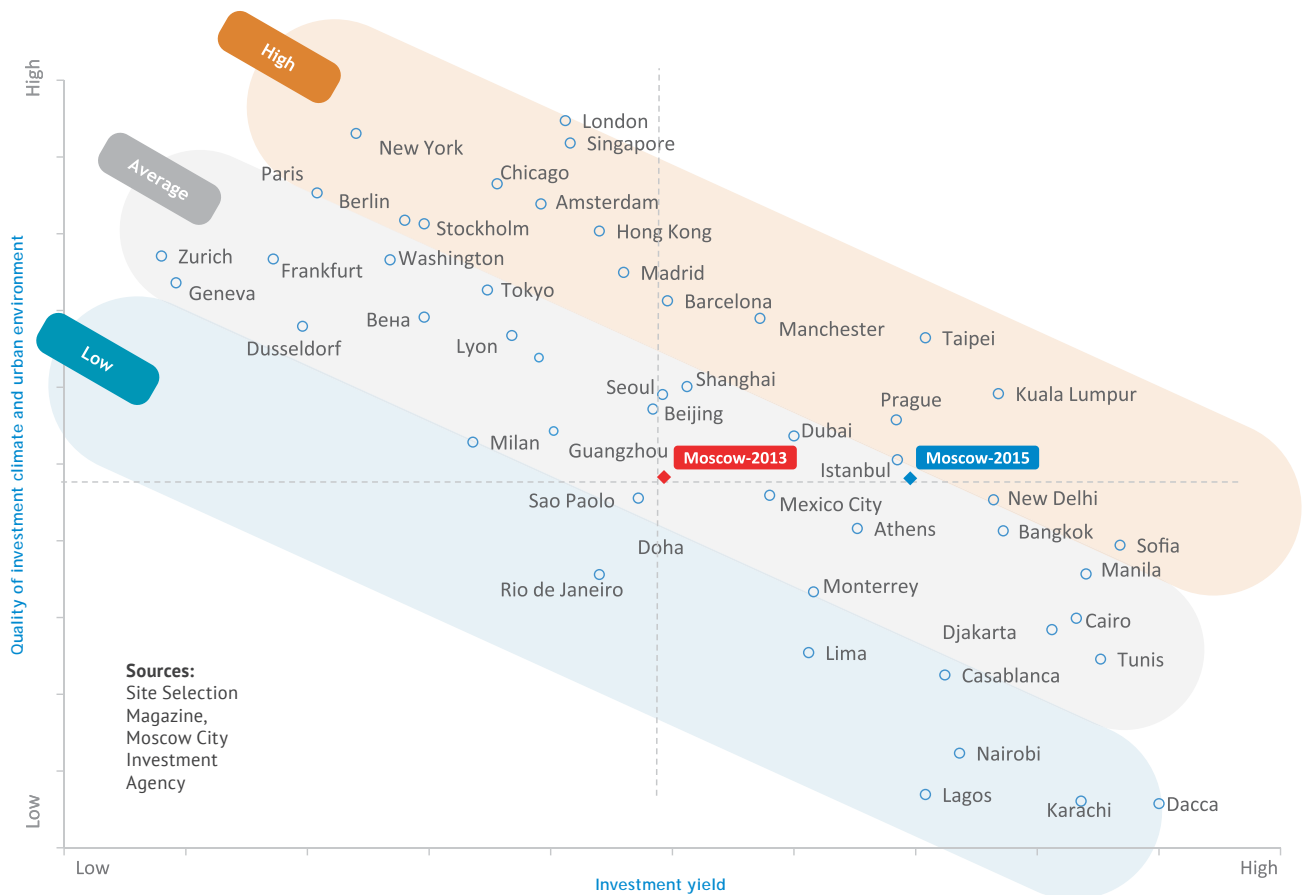 High
High
London
Singapore
New York
Chicago
Paris
Average
Berlin
Amsterdam
Stockholm
Hong Kong
Zurich
Washington
Frankfurt
Madrid
Geneva
Tokyo
Barcelona
Вена
Manchester
Taipei
Lyon
Dusseldorf
Low
Seoul
Shanghai
Kuala Lumpur
Prague
Beijing
Dubai
Milan
Guangzhou
Moscow-2013
Istanbul
Moscow-2015
Quality of investment climate and urban environment
Sao Paolo
Mexico City
New Delhi
Athens
Bangkok
Doha
Sofia
Manila
Rio de Janeiro
Monterrey
Cairo
Djakarta
Lima
Tunis
Casablanca
Sources:
Site Selection
Magazine,
Moscow City
Investment
Agency
Nairobi
Lagos
Karachi
Dacca
Low
Low
High
Investment yield